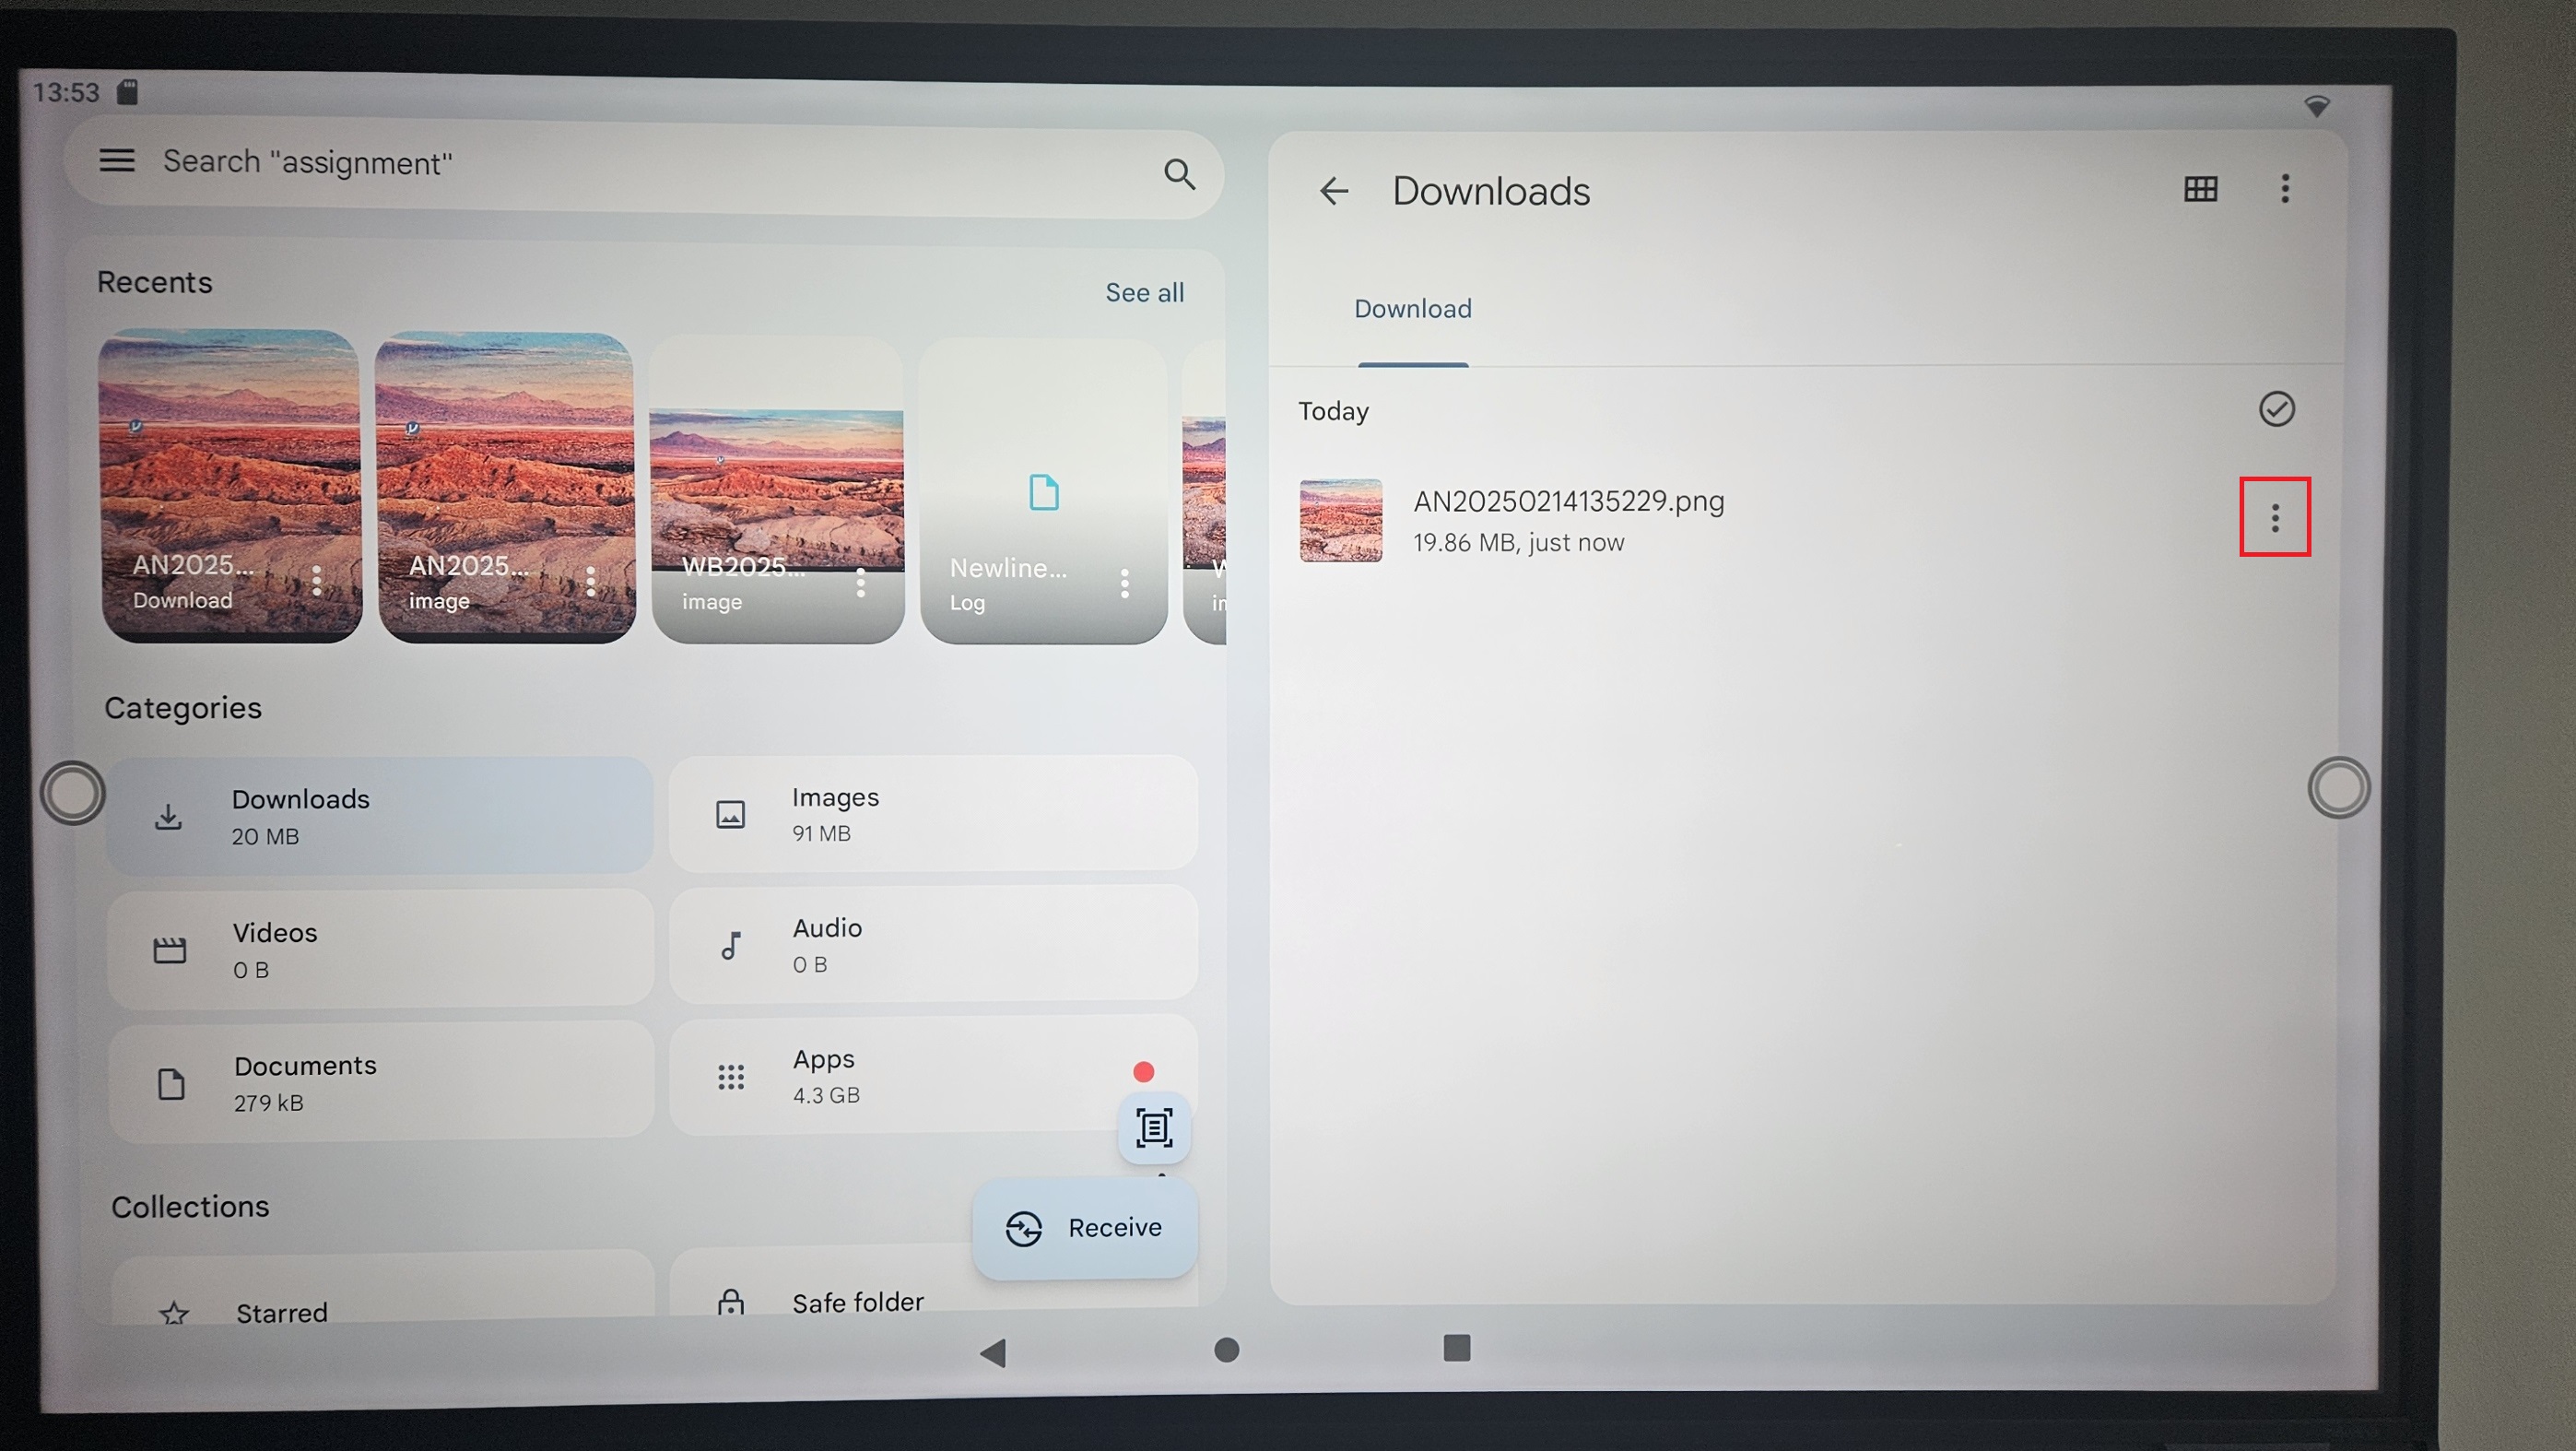 13:53
Search "assignment"
Recents
See all
AN2025...
Download
AN2025...
image
WB2025...
image
Newline...
Log
Categories
Downloads
20 MB
Images
91 MB
Videos
0 B
Audio
0 B
Documents
279 kB
Apps
4.3 GB
Collections
Receive
Starred
Safe folder
Downloads
Download
Today
AN20250214135229.png
19.86 MB, just now